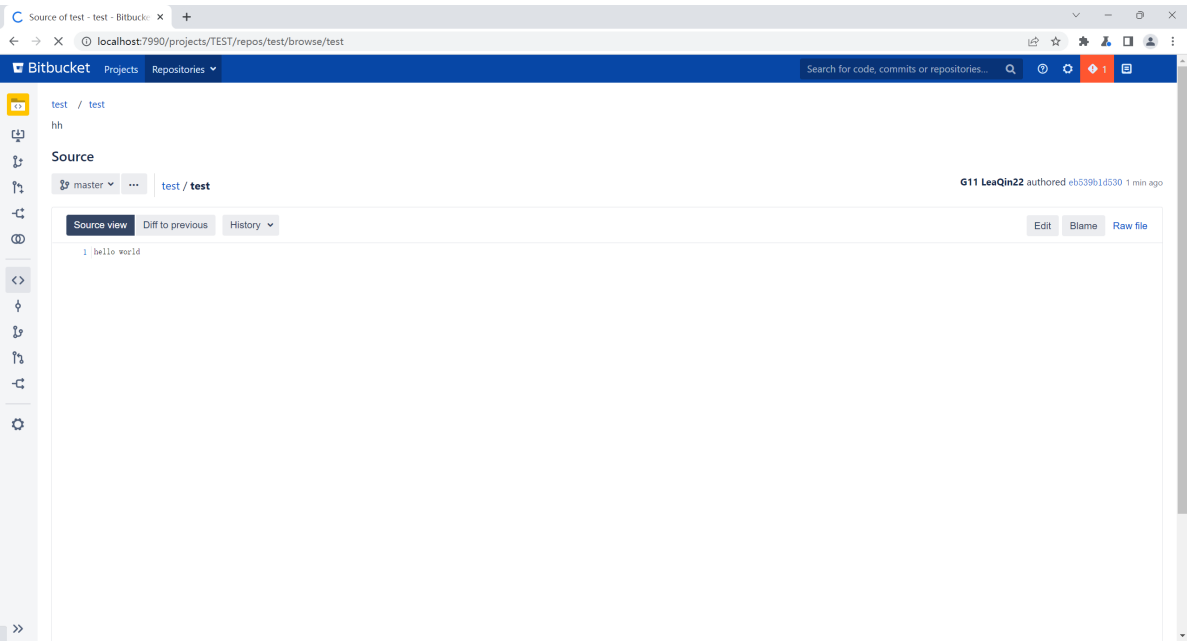 Source of test - test - Bitbucke
localhost:7990/projects/TEST/repos/test/browse/test
Bitbucket Projects Repositories Search for code, commits or repositories... 1
test / test
hh
Source
master ... test / test G11 LeaQin22 authored eb539b1d530 1 min ago
Source view Diff to previous History Edit Blame Raw file
1 hello world